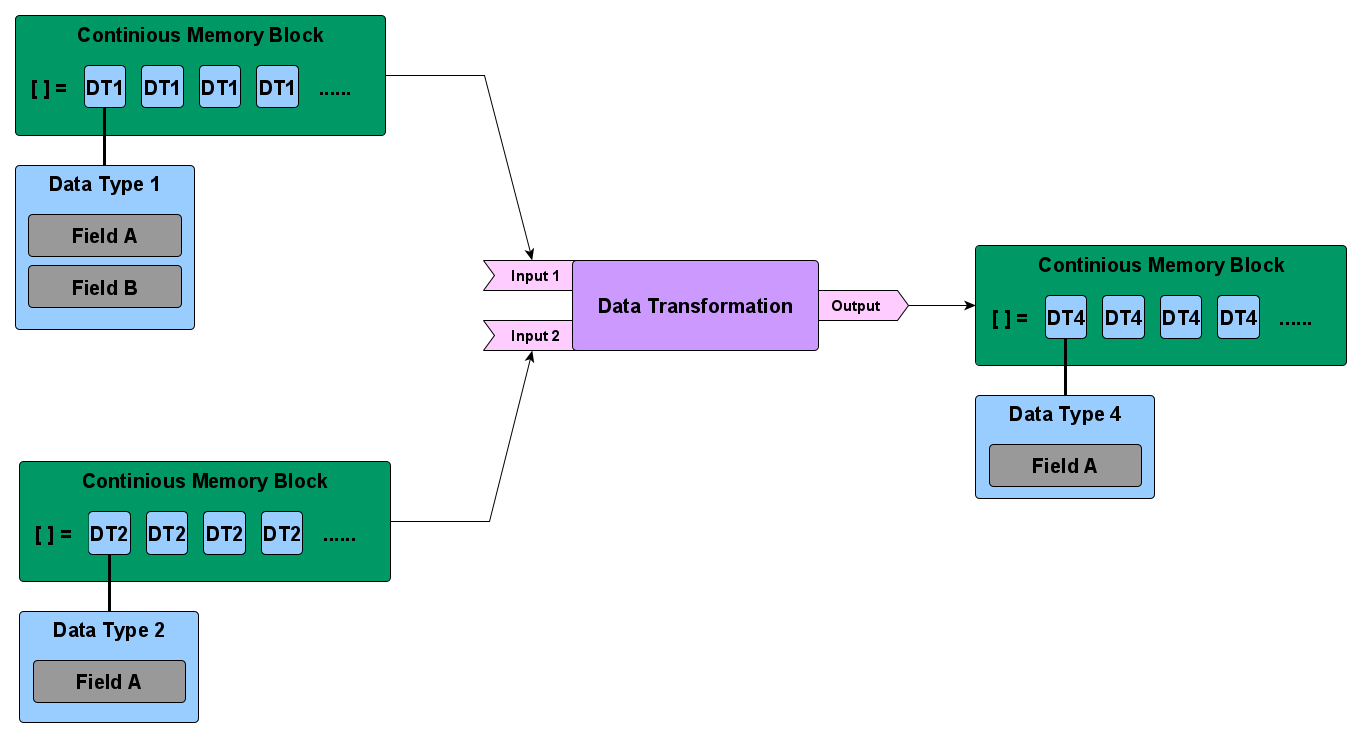 Continious Memory Block
[ ] = DT1 DT1 DT1 DT1 ......
Data Type 1
Field A
Field B
Input 1
Input 2
Data Transformation
Output
Continious Memory Block
[ ] = DT4 DT4 DT4 DT4 ......
Data Type 4
Field A
Continious Memory Block
[ ] = DT2 DT2 DT2 DT2 ......
Data Type 2
Field A